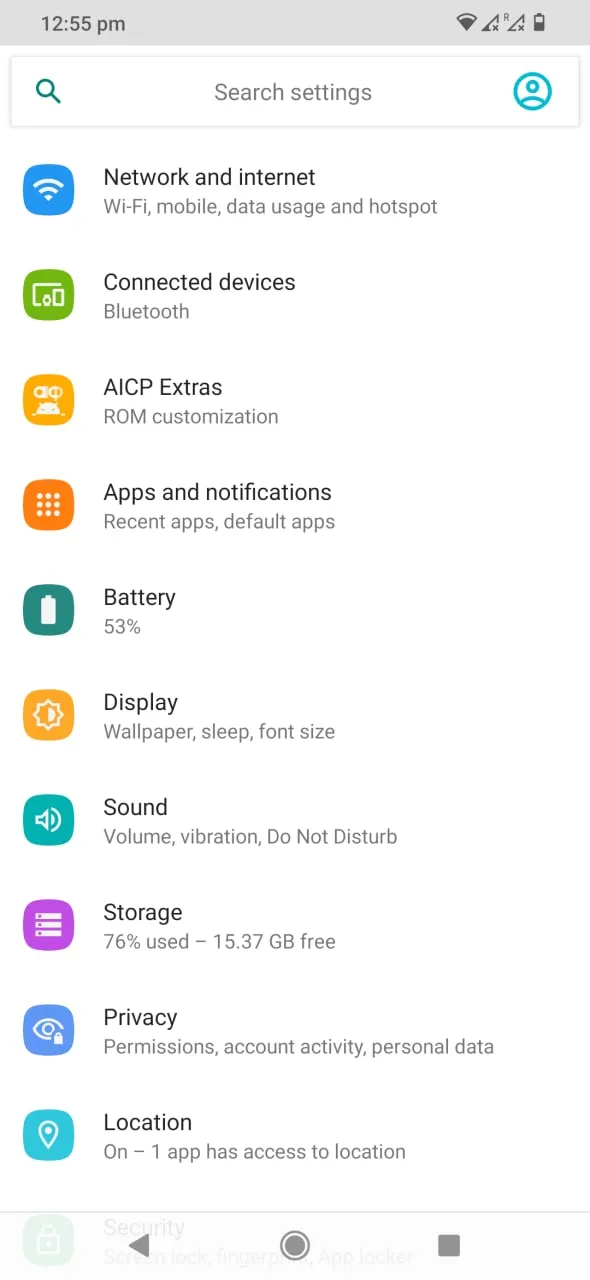 12:55 pm
R
Search settings
Network and internet
Wi-Fi, mobile, data usage and hotspot
Connected devices
Bluetooth
AICP Extras
ROM customization
Apps and notifications
Recent apps, default apps
Battery
53%
Display
Wallpaper, sleep, font size
Sound
Volume, vibration, Do Not Disturb
Storage
76% used – 15.37 GB free
Privacy
Permissions, account activity, personal data
Location
On – 1 app has access to location
Security
Screen lock, fingerprint, App locker